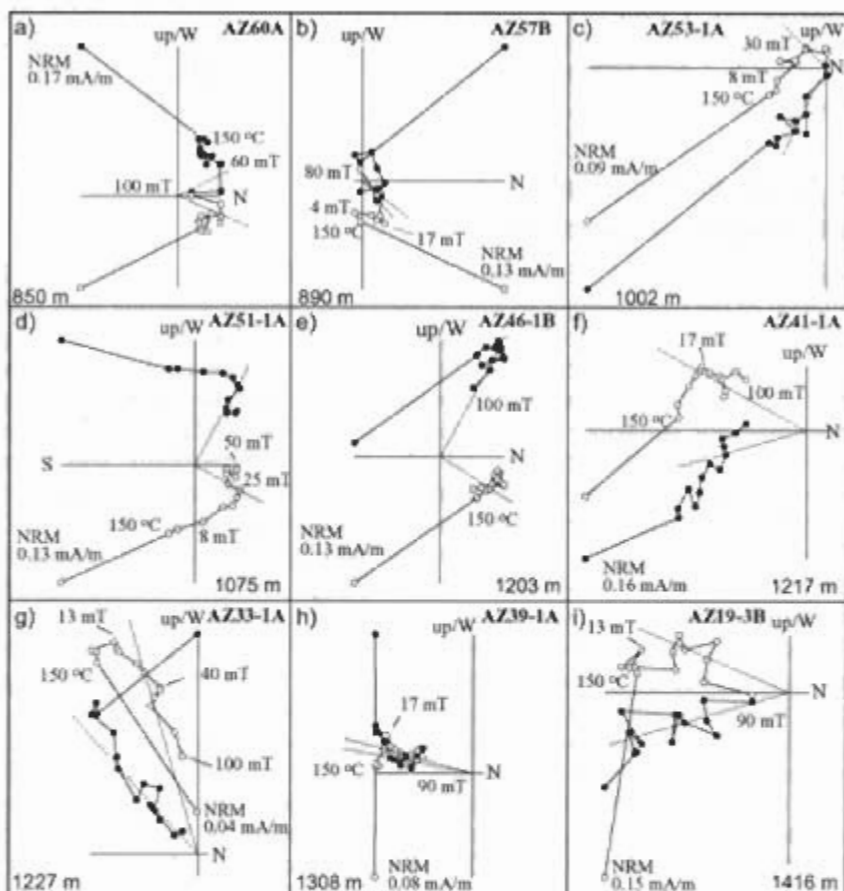 a)
up/W
AZ60A
NRM
0.17 mA/m
150 °C
60 mT
100 mT
N
850 m
b)
up/W
AZ57B
80 mT
N
4 mT
150 °C
17 mT
NRM
0.13 mA/m
890 m
c)
AZ53-1A
up/W
30 mT
N
8 mT
150 °C
NRM
0.09 mA/m
1002 m
d)
up/W
AZ51-1A
S
50 mT
25 mT
150 °C
8 mT
NRM
0.13 mA/m
1075 m
e)
up/W
AZ46-1B
100 mT
N
150 °C
NRM
0.13 mA/m
1203 m
f)
AZ41-1A
17 mT
up/W
100 mT
150 °C
N
NRM
0.16 mA/m
1217 m
g)
AZ33-1A
13 mT
up/W
150 °C
40 mT
100 mT
NRM
0.04 mA/m
N
1227 m
h)
AZ39-1A
up/W
17 mT
150 °C
N
90 mT
NRM
0.08 mA/m
1308 m
i)
AZ19-3B
13 mT
up/W
150 °C
N
90 mT
NRM
0.15 mA/m
1416 m